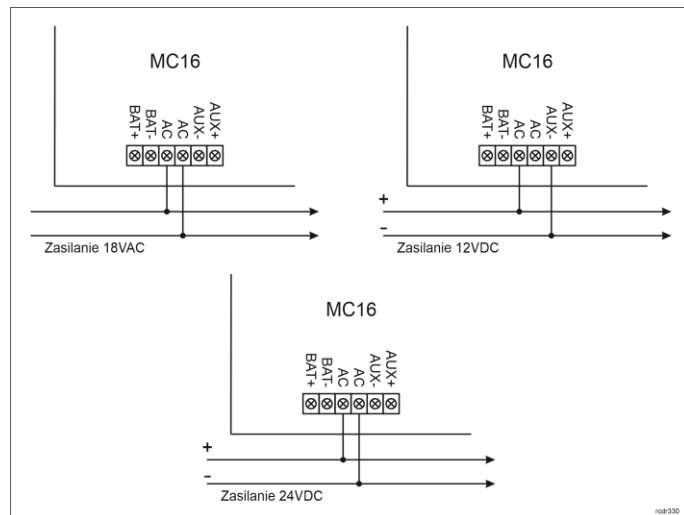 MC16
BAT+
BAT-
AC
AC
AUX-
AUX+
Zasilanie 18VAC
MC16
BAT+
BAT-
AC
AC
AUX-
AUX+
+
-
Zasilanie 12VDC
MC16
BAT+
BAT-
AC
AC
AUX-
AUX+
+
-
Zasilanie 24VDC
rcdr330